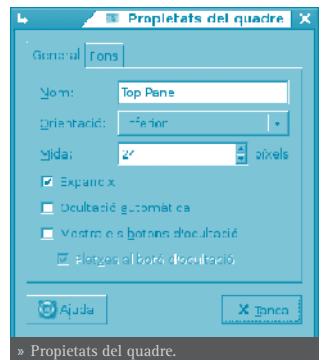 Propietats del quadre
General Fons
Nom: Top Pane
Orientació: Inferior
Mida: 24 píxels
Expandix
Ocultació automàtica
Mostra els botons d'ocultació
Fletxes al botó d'ocultació
Ajuda Tanca
» Propietats del quadre.